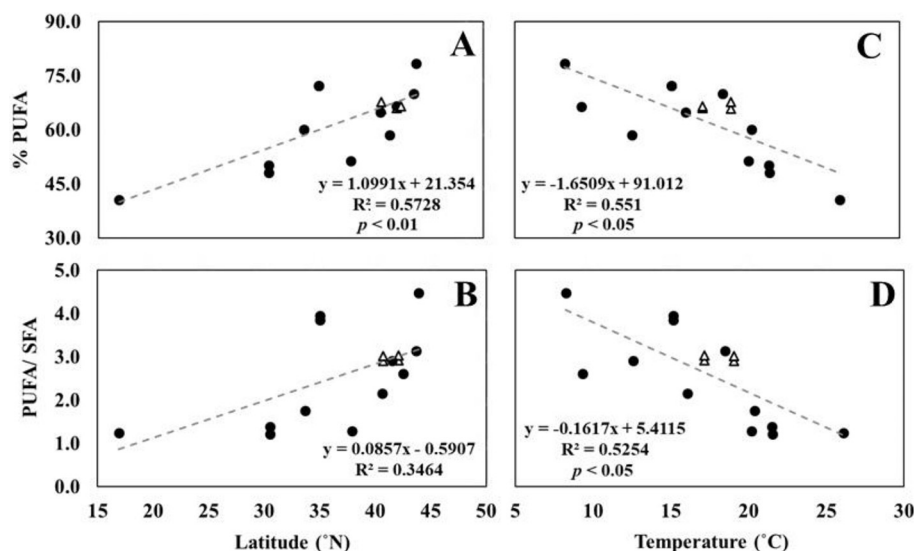 90.0
75.0
60.0
45.0
30.0
% PUFA
A
y = 1.0991x + 21.354
R² = 0.5728
p < 0.01
C
y = -1.6509x + 91.012
R² = 0.551
p < 0.05
5.0
4.0
3.0
2.0
1.0
0.0
PUFA/ SFA
B
y = 0.0857x - 0.5907
R² = 0.3464
D
y = -0.1617x + 5.4115
R² = 0.5254
p < 0.05
15 20 25 30 35 40 45 50
Latitude (˚N)
5 10 15 20 25 30
Temperature (˚C)